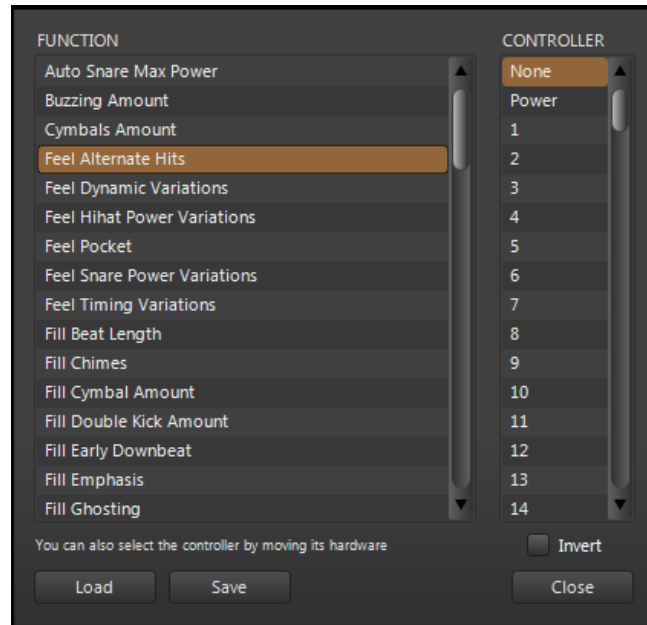 FUNCTION
Auto Snare Max Power
Buzzing Amount
Cymbals Amount
Feel Alternate Hits
Feel Dynamic Variations
Feel Hihat Power Variations
Feel Pocket
Feel Snare Power Variations
Feel Timing Variations
Fill Beat Length
Fill Chimes
Fill Cymbal Amount
Fill Double Kick Amount
Fill Early Downbeat
Fill Emphasis
Fill Ghosting
CONTROLLER
None
Power
1
2
3
4
5
6
7
8
9
10
11
12
13
14
You can also select the controller by moving its hardware
Invert
Load
Save
Close